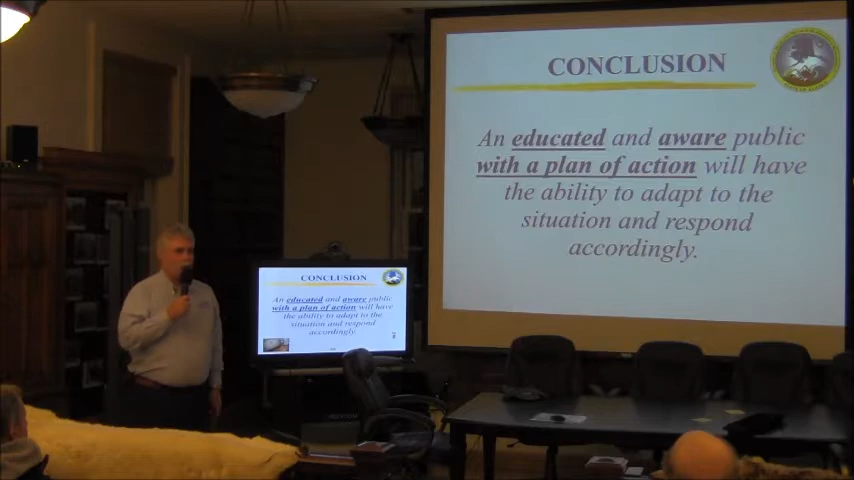 CONCLUSION
An educated and aware public
with a plan of action will have
the ability to adapt to the
situation and respond
accordingly.
CONCLUSION
An educated and aware public
with a plan of action will have
the ability to adapt to the
situation and respond
accordingly.